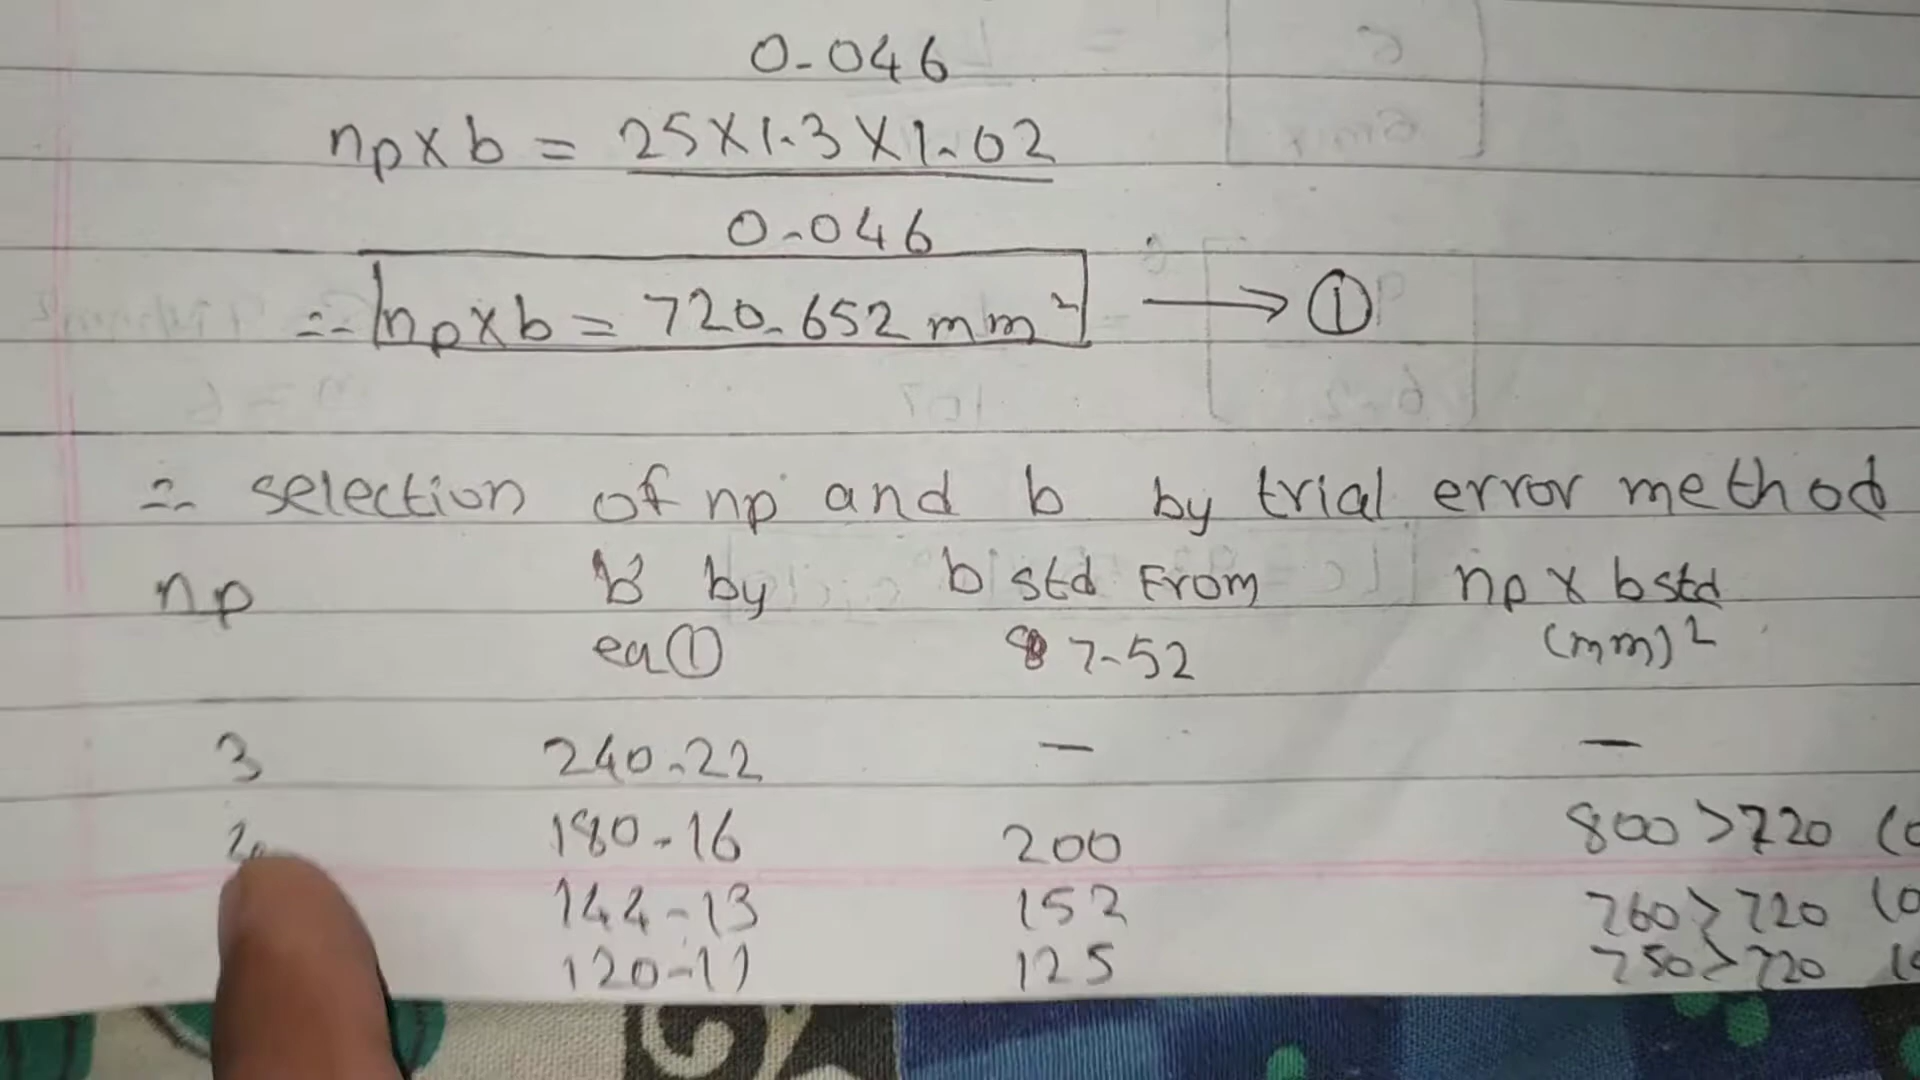 0.046
np x b = 25 X 1.3 X 1.02
0.046
∴ np x b = 720.652 mm² → ①
∴ selection of np and b by trial error method
np b by b std From np x b std
ea ① 7-52 (mm)²
3 240.22 — —
180.16 200 800 > 720 (
144.13 152 760 > 720 (
120.11 125 750 > 720 (